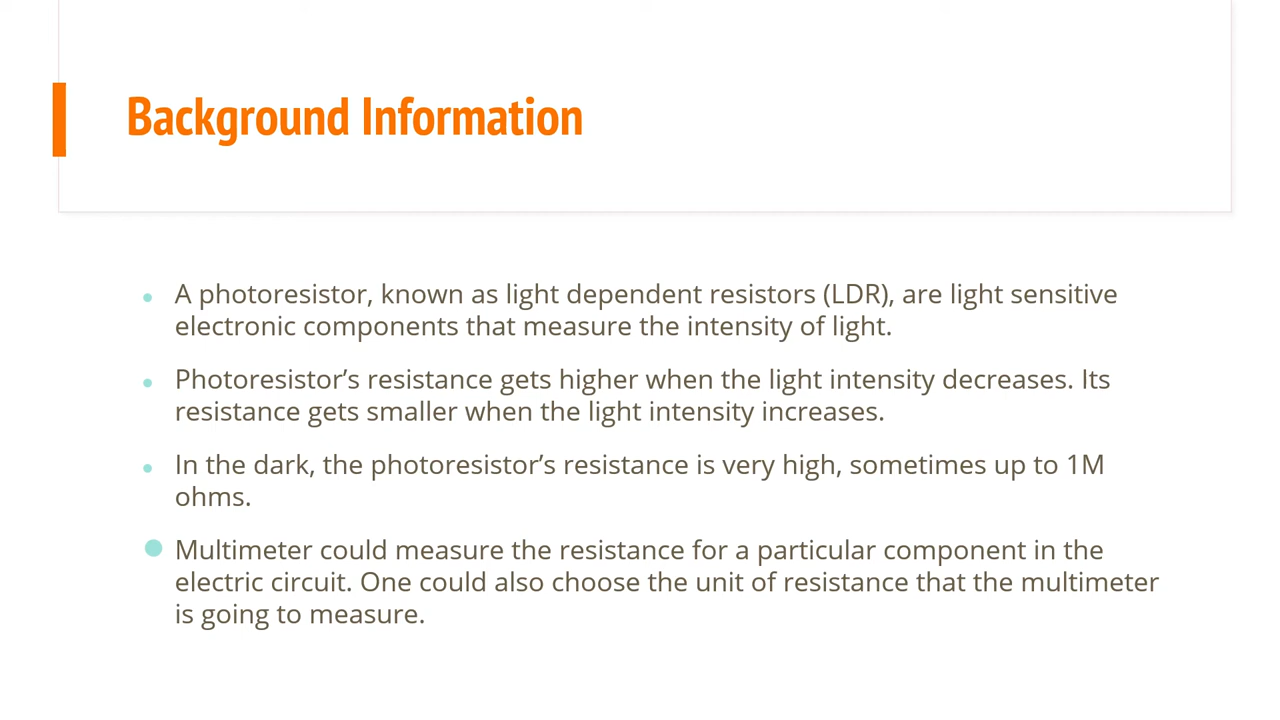 Background Information
A photoresistor, known as light dependent resistors (LDR), are light sensitive
electronic components that measure the intensity of light.
Photoresistor’s resistance gets higher when the light intensity decreases. Its
resistance gets smaller when the light intensity increases.
In the dark, the photoresistor’s resistance is very high, sometimes up to 1M
ohms.
Multimeter could measure the resistance for a particular component in the
electric circuit. One could also choose the unit of resistance that the multimeter
is going to measure.